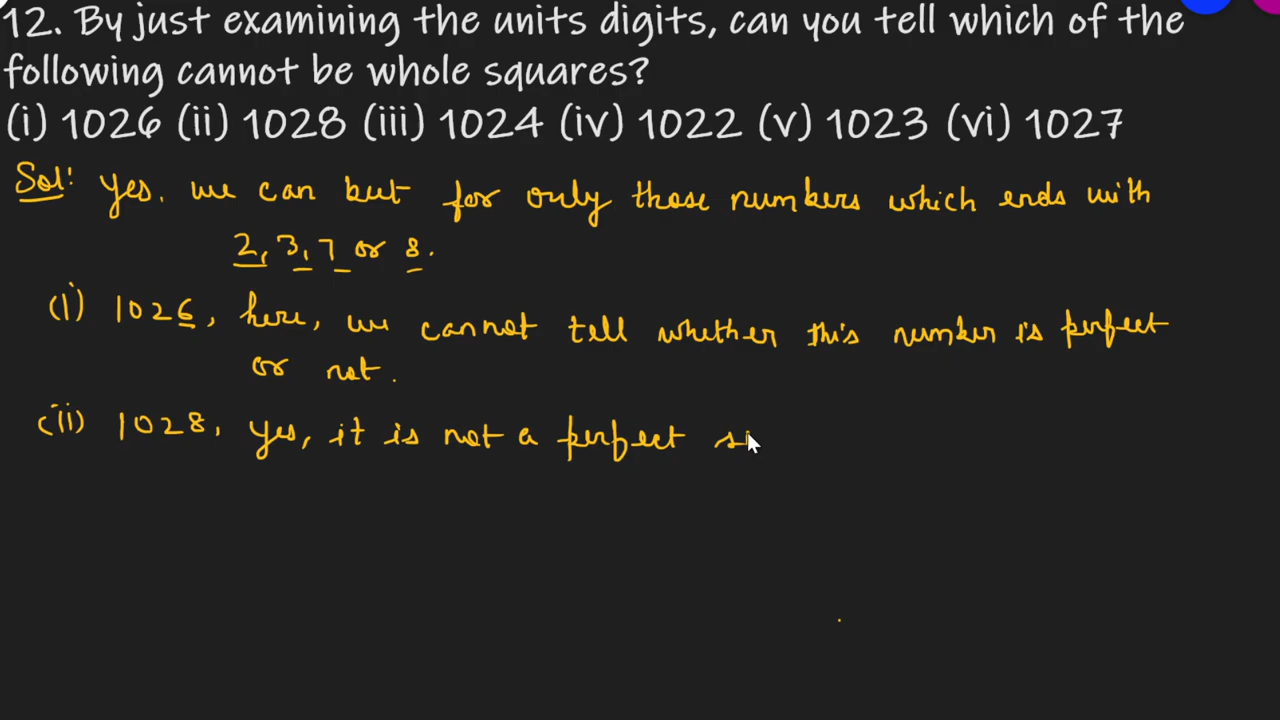 12. By just examining the units digits, can you tell which of the
following cannot be whole squares?
(i) 1026 (ii) 1028 (iii) 1024 (iv) 1022 (v) 1023 (vi) 1027
Sol: Yes. we can but for only those numbers which ends with
2, 3, 7 or 8.
(i) 1026, here, we cannot tell whether this number is perfect
or not.
(ii) 1028, yes, it is not a perfect